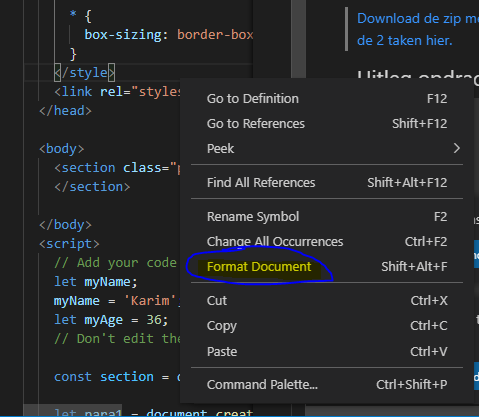 * {
box-sizing: border-box
}
</style>
<link rel="styles
</head>
<body>
<section class="p
</section>
</body>
<script>
// Add your code
let myName;
myName = 'Karim';
let myAge = 36;
// Don't edit the
const section = d
let para1 = document.creat
Download de zip me
de 2 taken hier.
Uitleg opdrac
Go to Definition F12
Go to References Shift+F12
Peek
Find All References Shift+Alt+F12
Rename Symbol F2
Change All Occurrences Ctrl+F2
Format Document Shift+Alt+F
Cut Ctrl+X
Copy Ctrl+C
Paste Ctrl+V
Command Palette... Ctrl+Shift+P